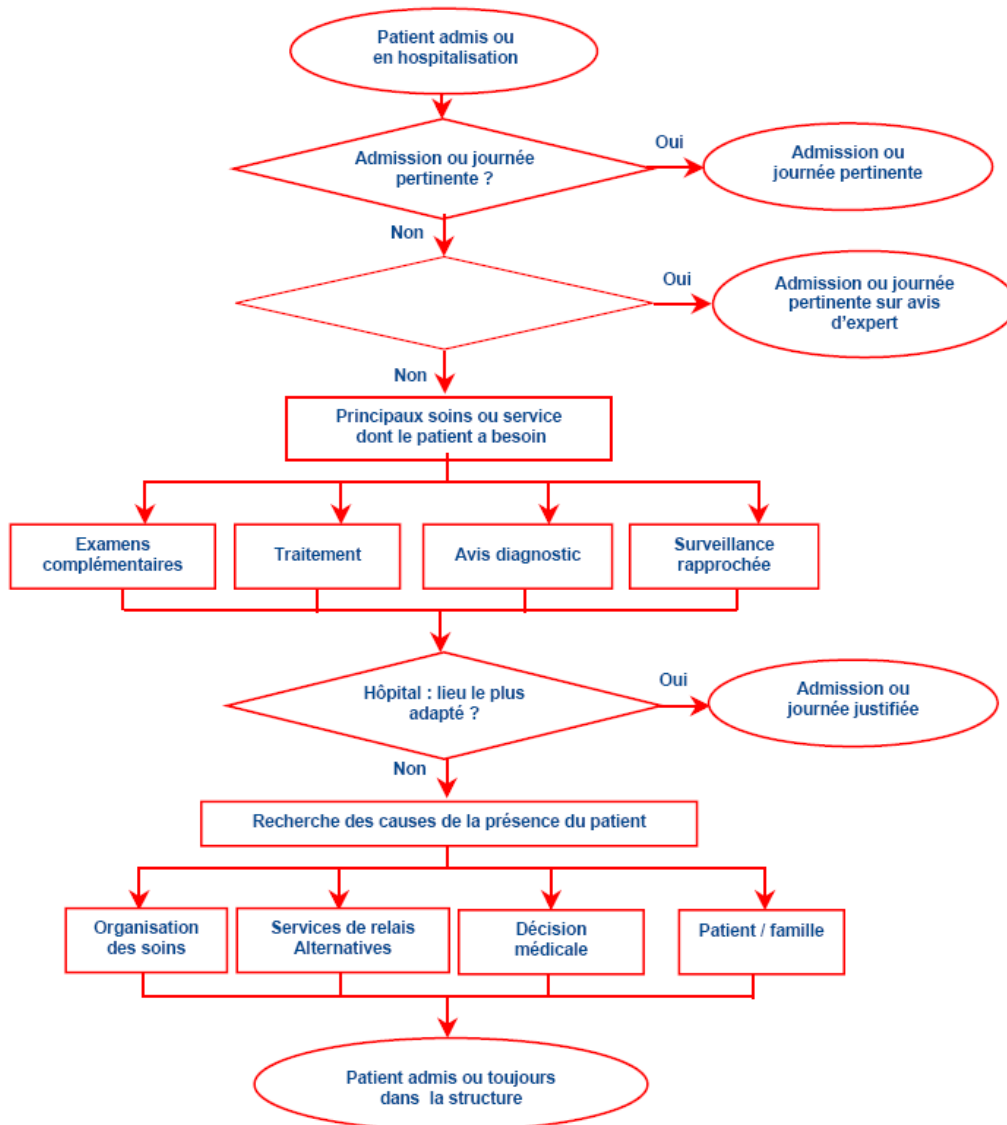 Patient admis ou
en hospitalisation
Admission ou journée
pertinente ?
Oui
Admission ou
journée pertinente
Non
Oui
Admission ou journée
pertinente sur avis
d'expert
Non
Principaux soins ou service
dont le patient a besoin
Examens
complémentaires
Traitement
Avis diagnostic
Surveillance
rapprochée
Hôpital : lieu le plus
adapté ?
Oui
Admission ou
journée justifiée
Non
Recherche des causes de la présence du patient
Organisation
des soins
Services de relais
Alternatives
Décision
médicale
Patient / famille
Patient admis ou toujours
dans la structure